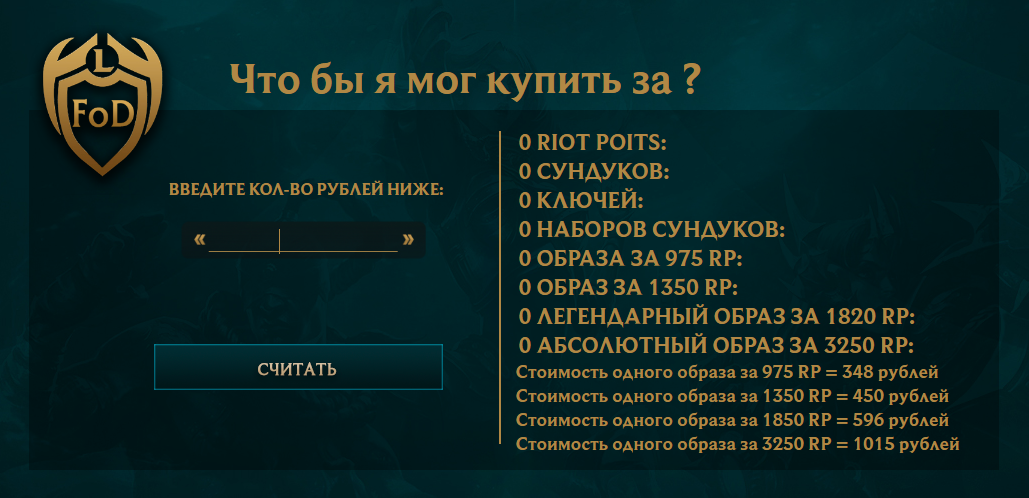 L
FoD
Что бы я мог купить за ?
ВВЕДИТЕ КОЛ-ВО РУБЛЕЙ НИЖЕ:
« »
СЧИТАТЬ
0 RIOT POITS:
0 СУНДУКОВ:
0 КЛЮЧЕЙ:
0 НАБОРОВ СУНДУКОВ:
0 ОБРАЗА ЗА 975 RP:
0 ОБРАЗ ЗА 1350 RP:
0 ЛЕГЕНДАРНЫЙ ОБРАЗ ЗА 1820 RP:
0 АБСОЛЮТНЫЙ ОБРАЗ ЗА 3250 RP:
Стоимость одного образа за 975 RP = 348 рублей
Стоимость одного образа за 1350 RP = 450 рублей
Стоимость одного образа за 1850 RP = 596 рублей
Стоимость одного образа за 3250 RP = 1015 рублей